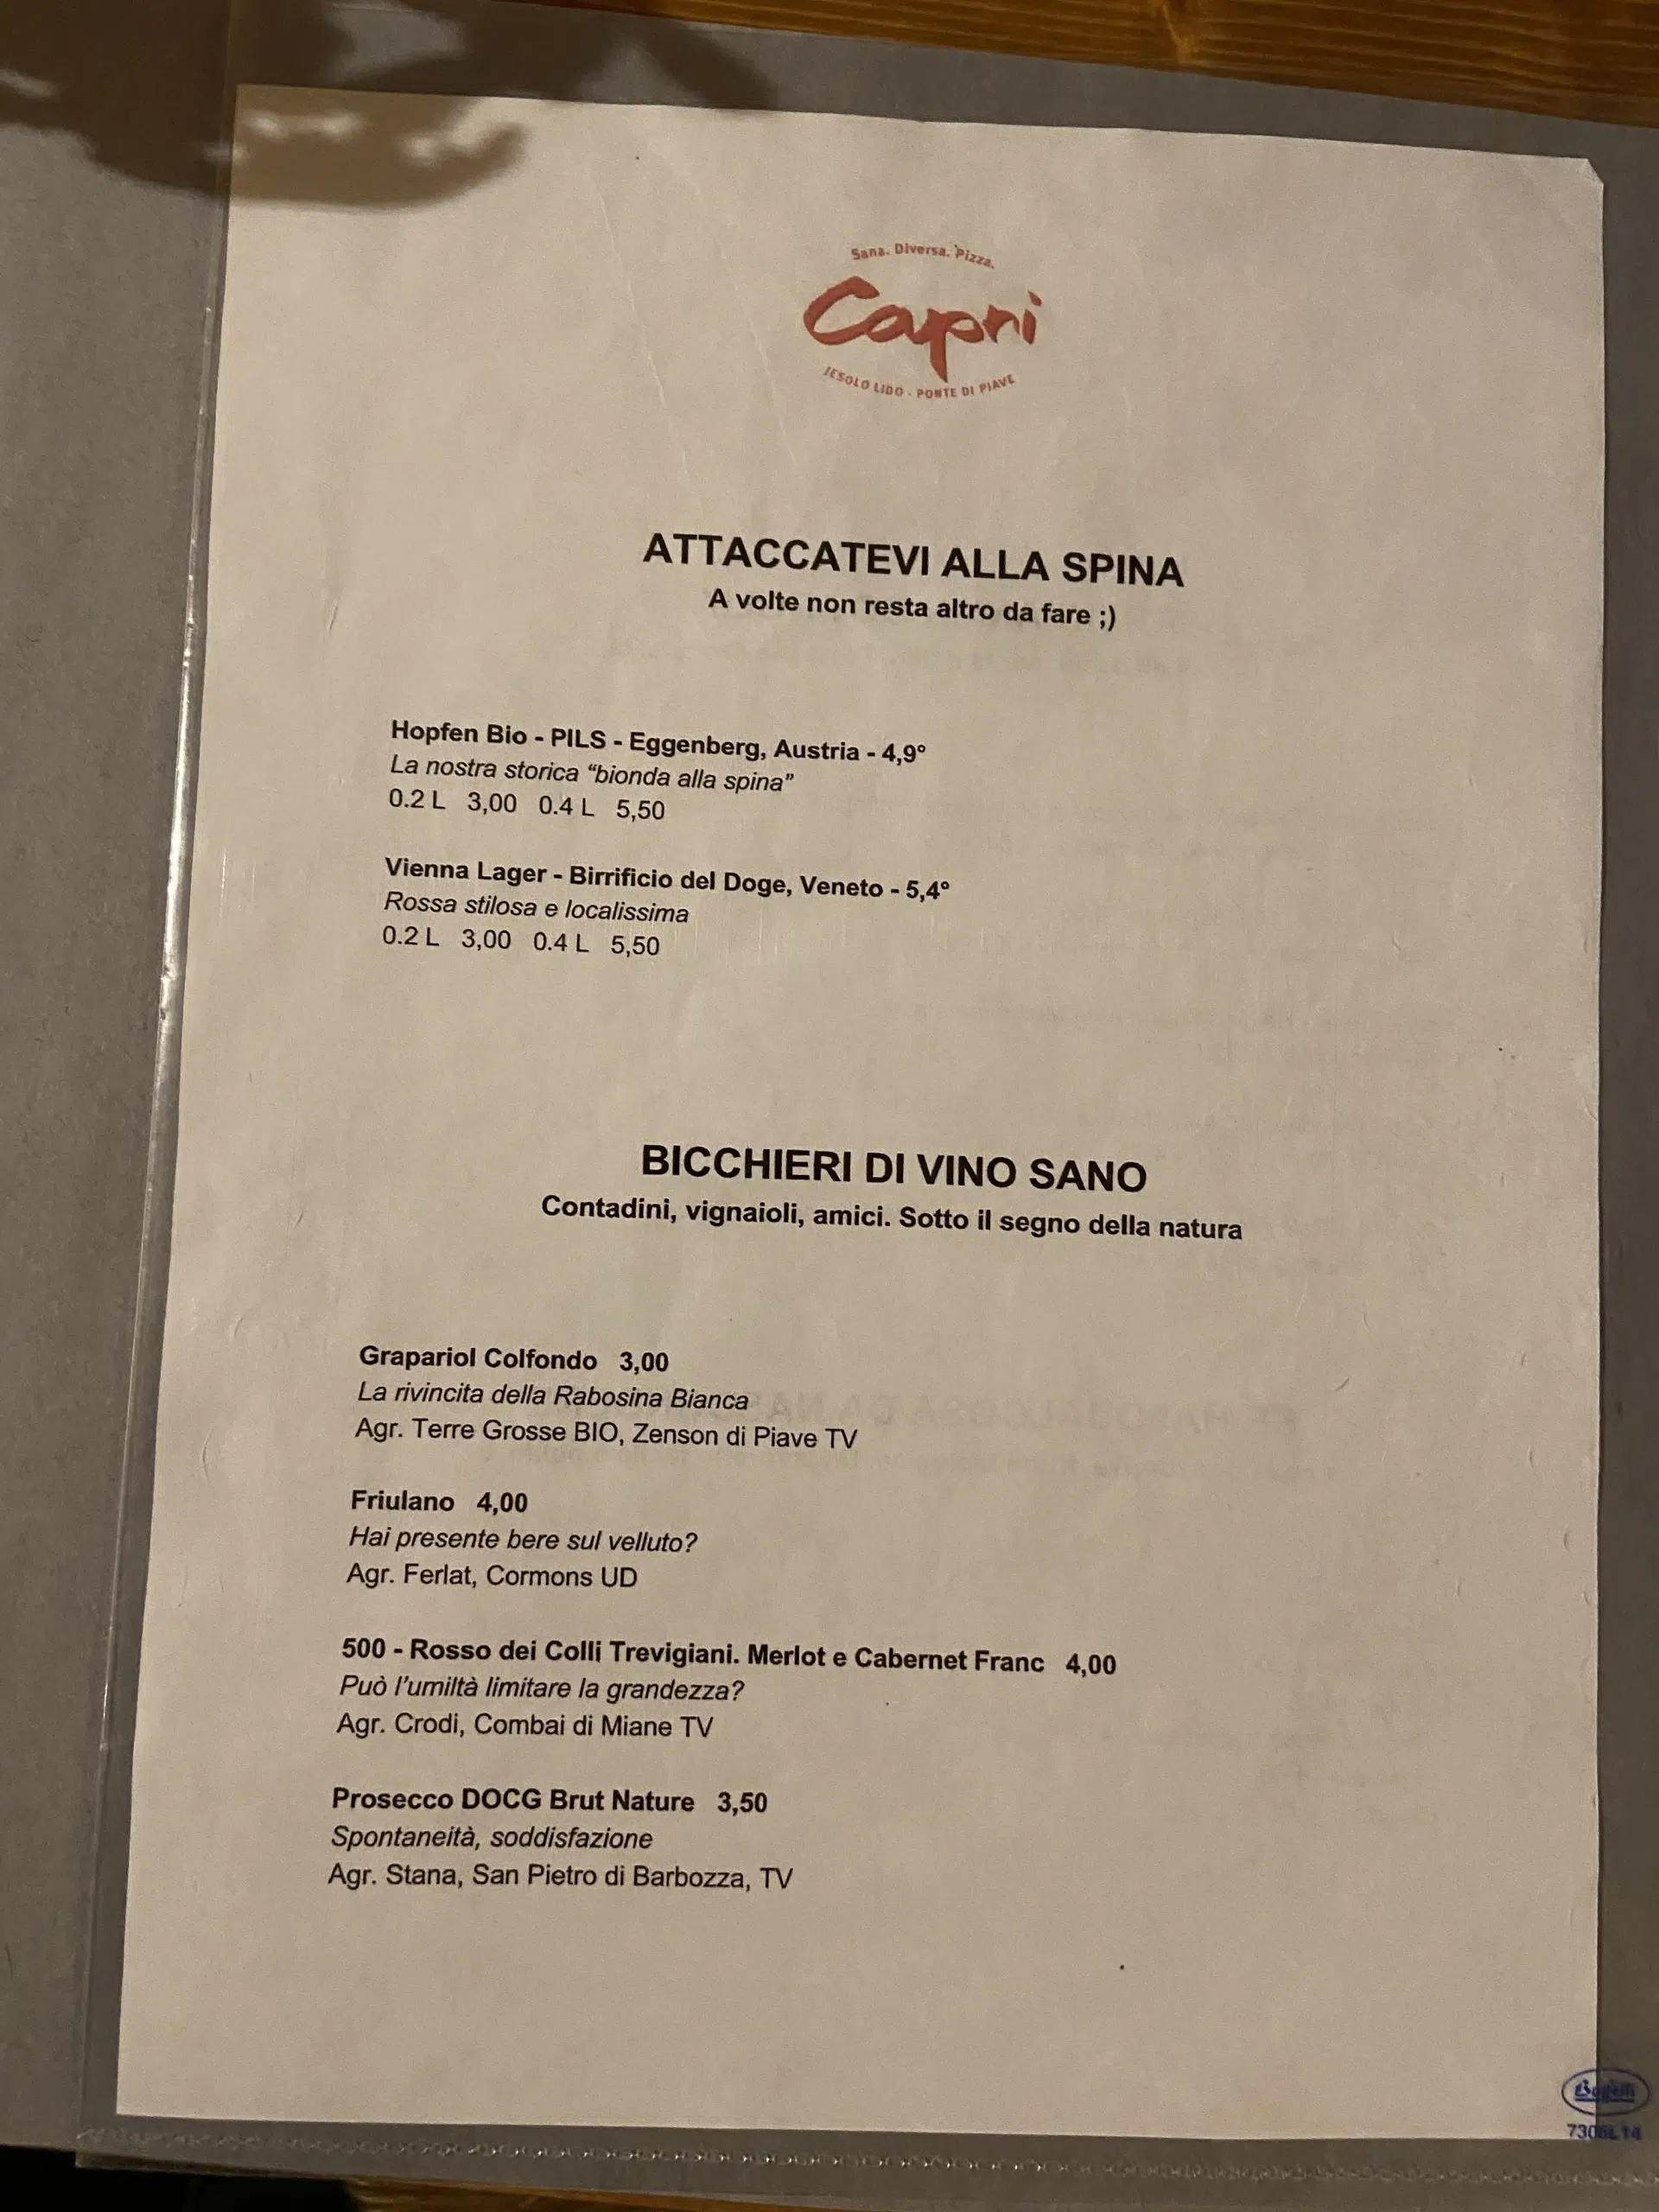 Sana. Diversa. Pizza.
Capri
JESOLO LIDO - PONTE DI PIAVE
ATTACCATEVI ALLA SPINA
A volte non resta altro da fare ;)
Hopfen Bio - PILS - Eggenberg, Austria - 4,9°
La nostra storica “bionda alla spina”
0.2 L 3,00 0.4 L 5,50
Vienna Lager - Birrificio del Doge, Veneto - 5,4°
Rossa stilosa e localissima
0.2 L 3,00 0.4 L 5,50
BICCHIERI DI VINO SANO
Contadini, vignaioli, amici. Sotto il segno della natura
Grapariol Colfondo 3,00
La rivincita della Rabosina Bianca
Agr. Terre Grosse BIO, Zenson di Piave TV
Friulano 4,00
Hai presente bere sul velluto?
Agr. Ferlat, Cormons UD
500 - Rosso dei Colli Trevigiani. Merlot e Cabernet Franc 4,00
Può l’umiltà limitare la grandezza?
Agr. Crodi, Combai di Miane TV
Prosecco DOCG Brut Nature 3,50
Spontaneità, soddisfazione
Agr. Stana, San Pietro di Barbozza, TV